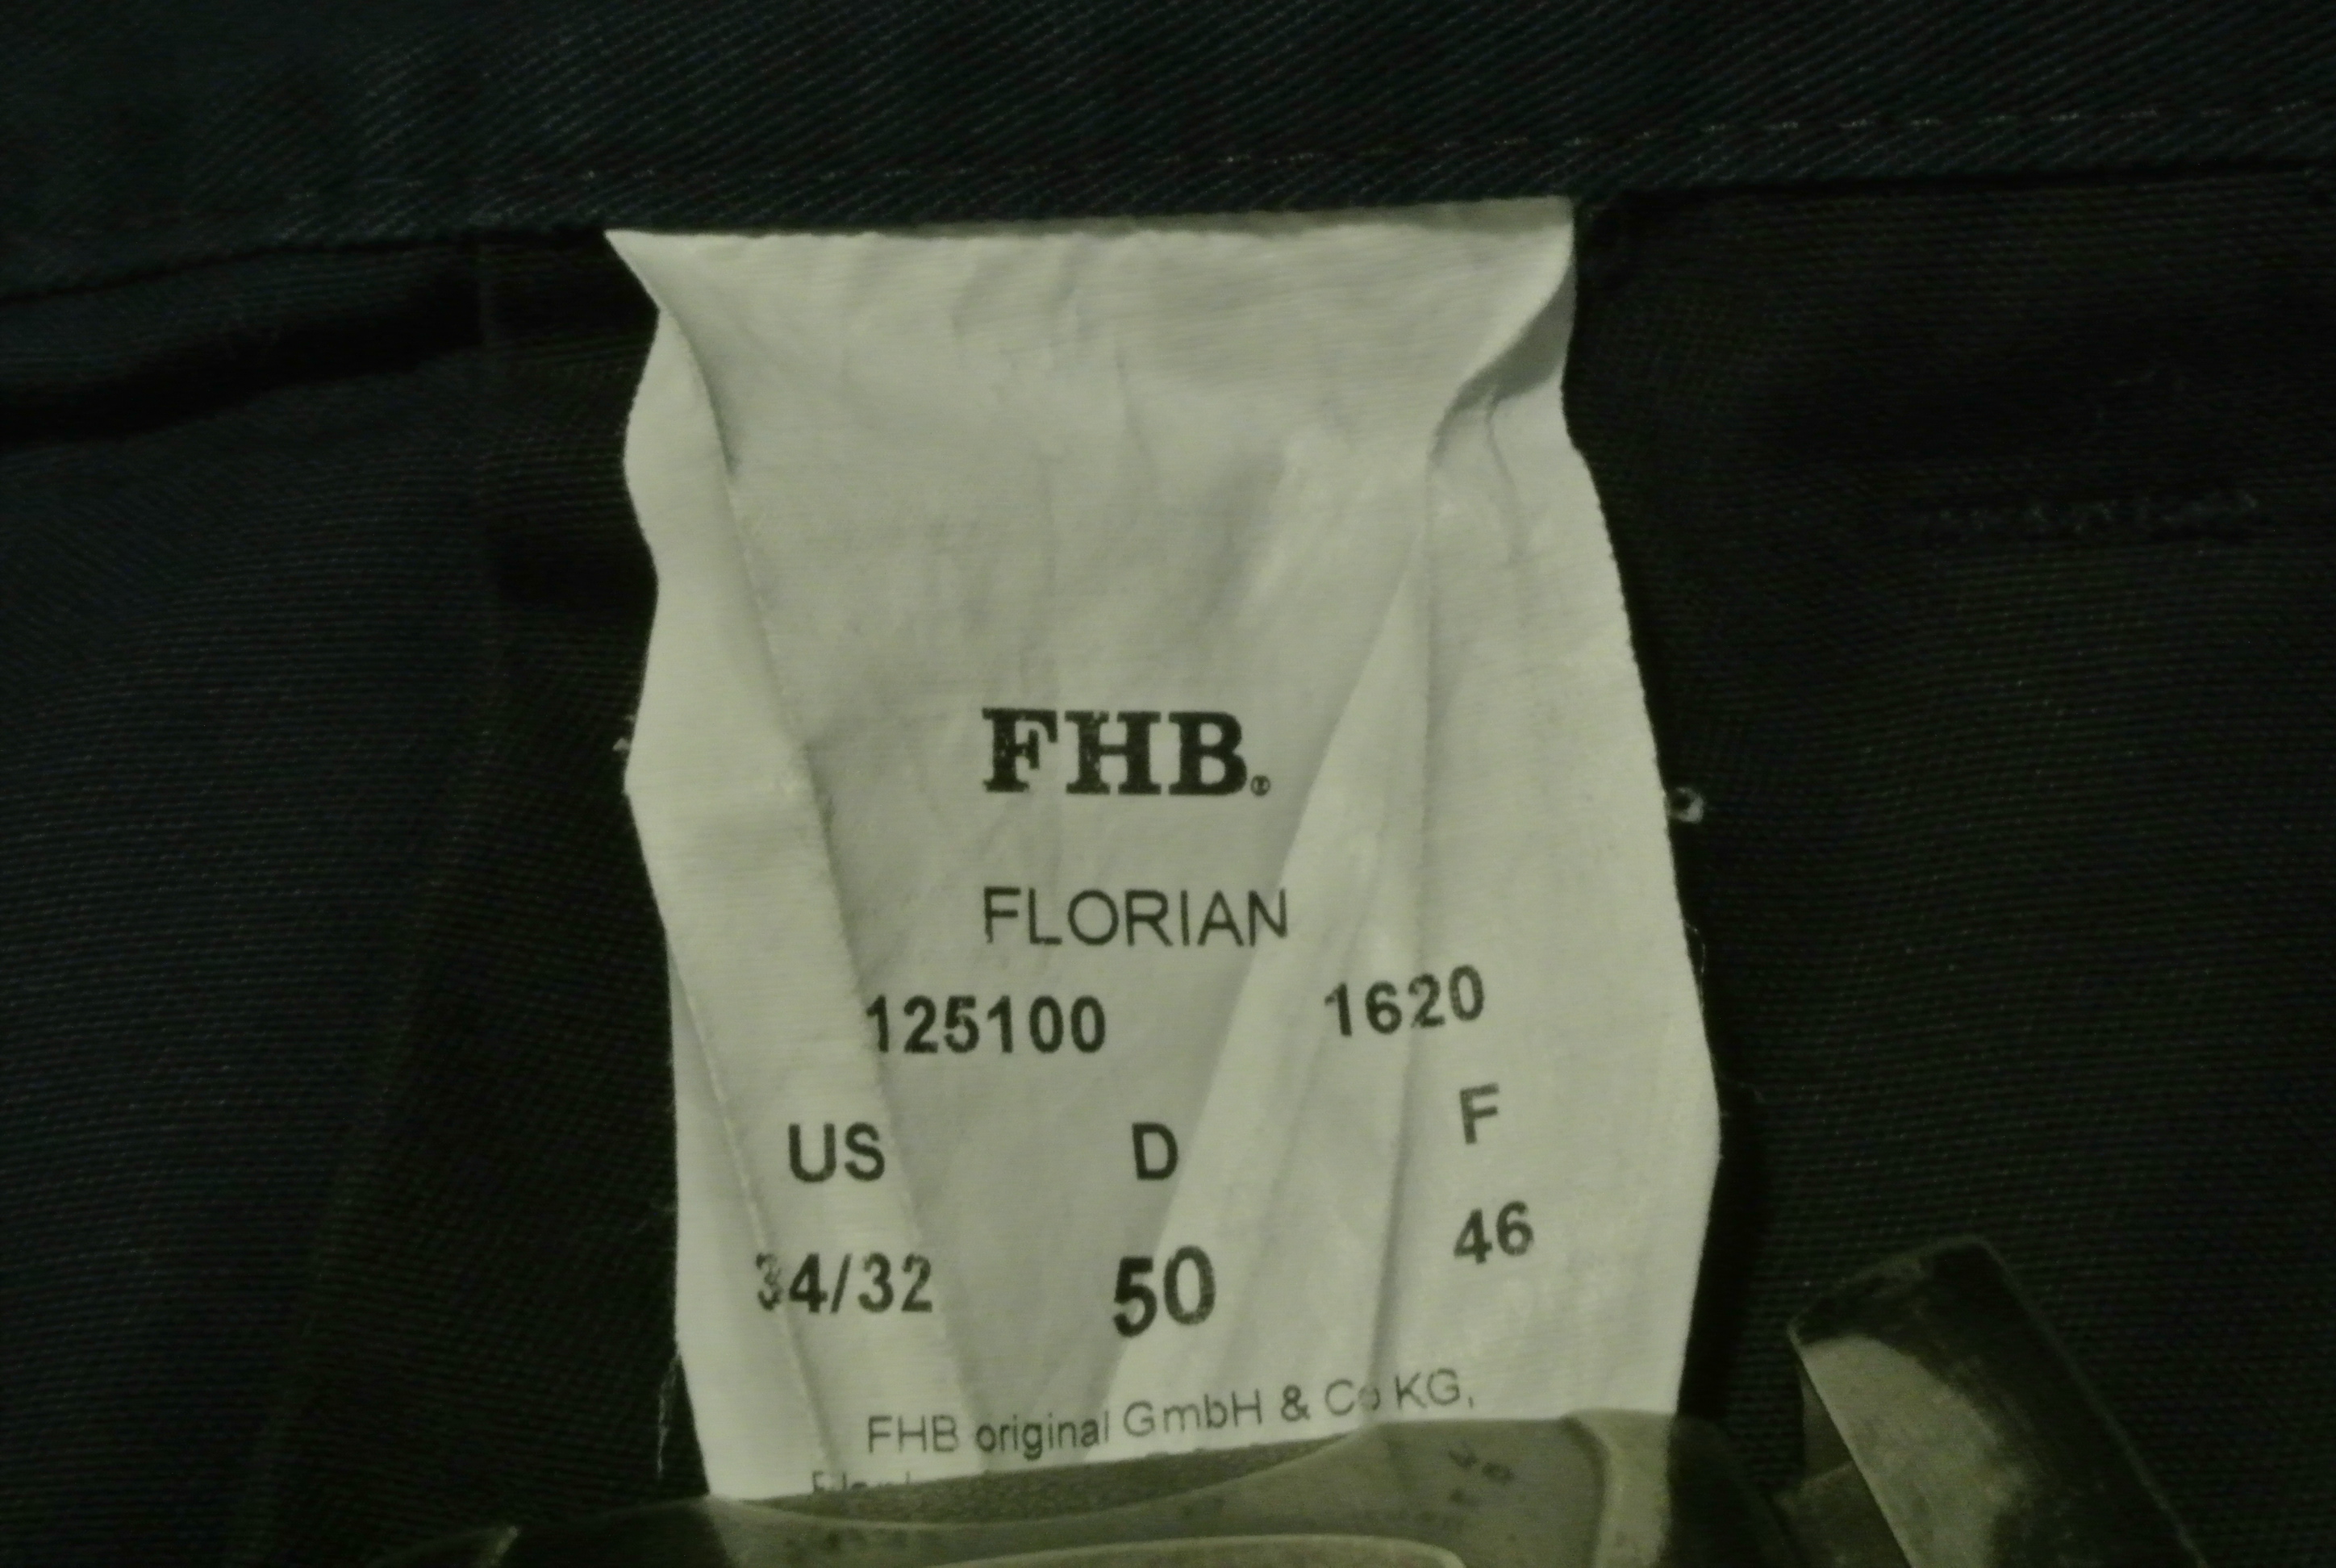 FHB®
FLORIAN
125100 1620
US D F
34/32 50 46
FHB original GmbH & Co KG,